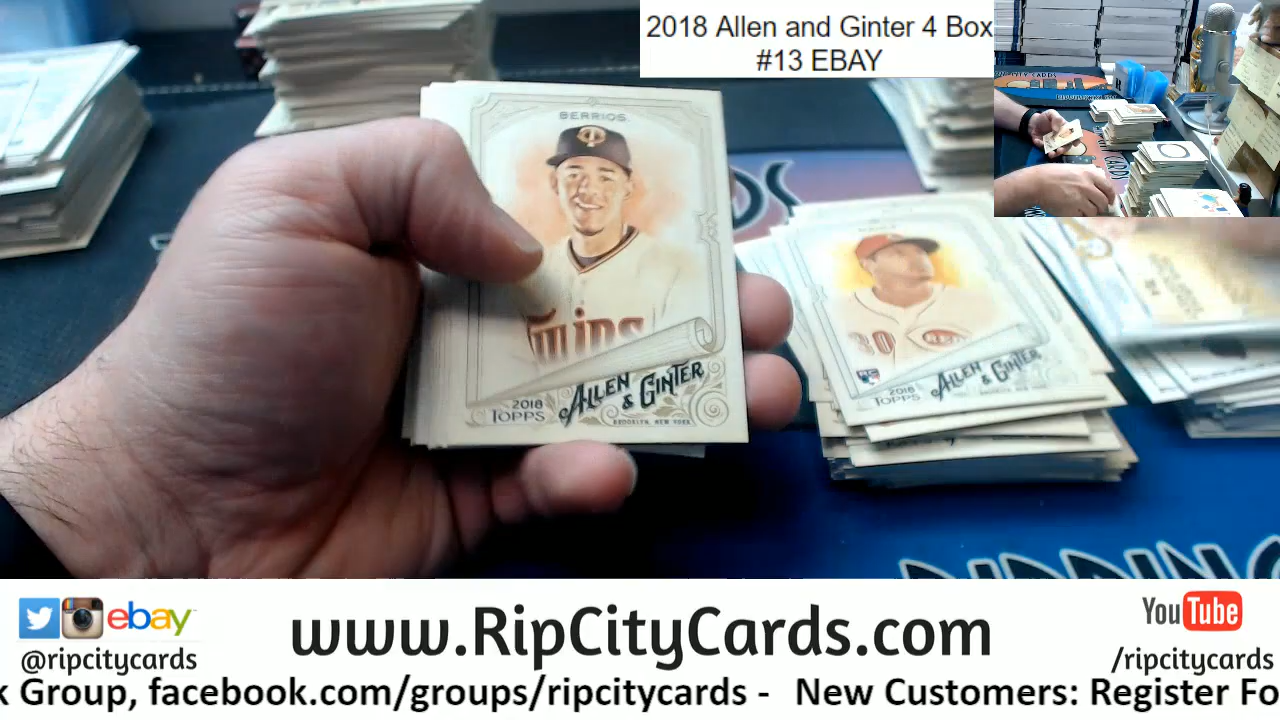 2018 Allen and Ginter 4 Box
#13 EBAY
BERRIOS
TWINS
2018
TOPPS
ALLEN
& GINTER
BROOKLYN, NEW YORK
30
REDS
RC
2018
TOPPS
ALLEN
& GINTER
ebay
@ripcitycards
www.RipCityCards.com
YouTube
/ripcitycards
k Group, facebook.com/groups/ripcitycards - New Customers: Register Fo